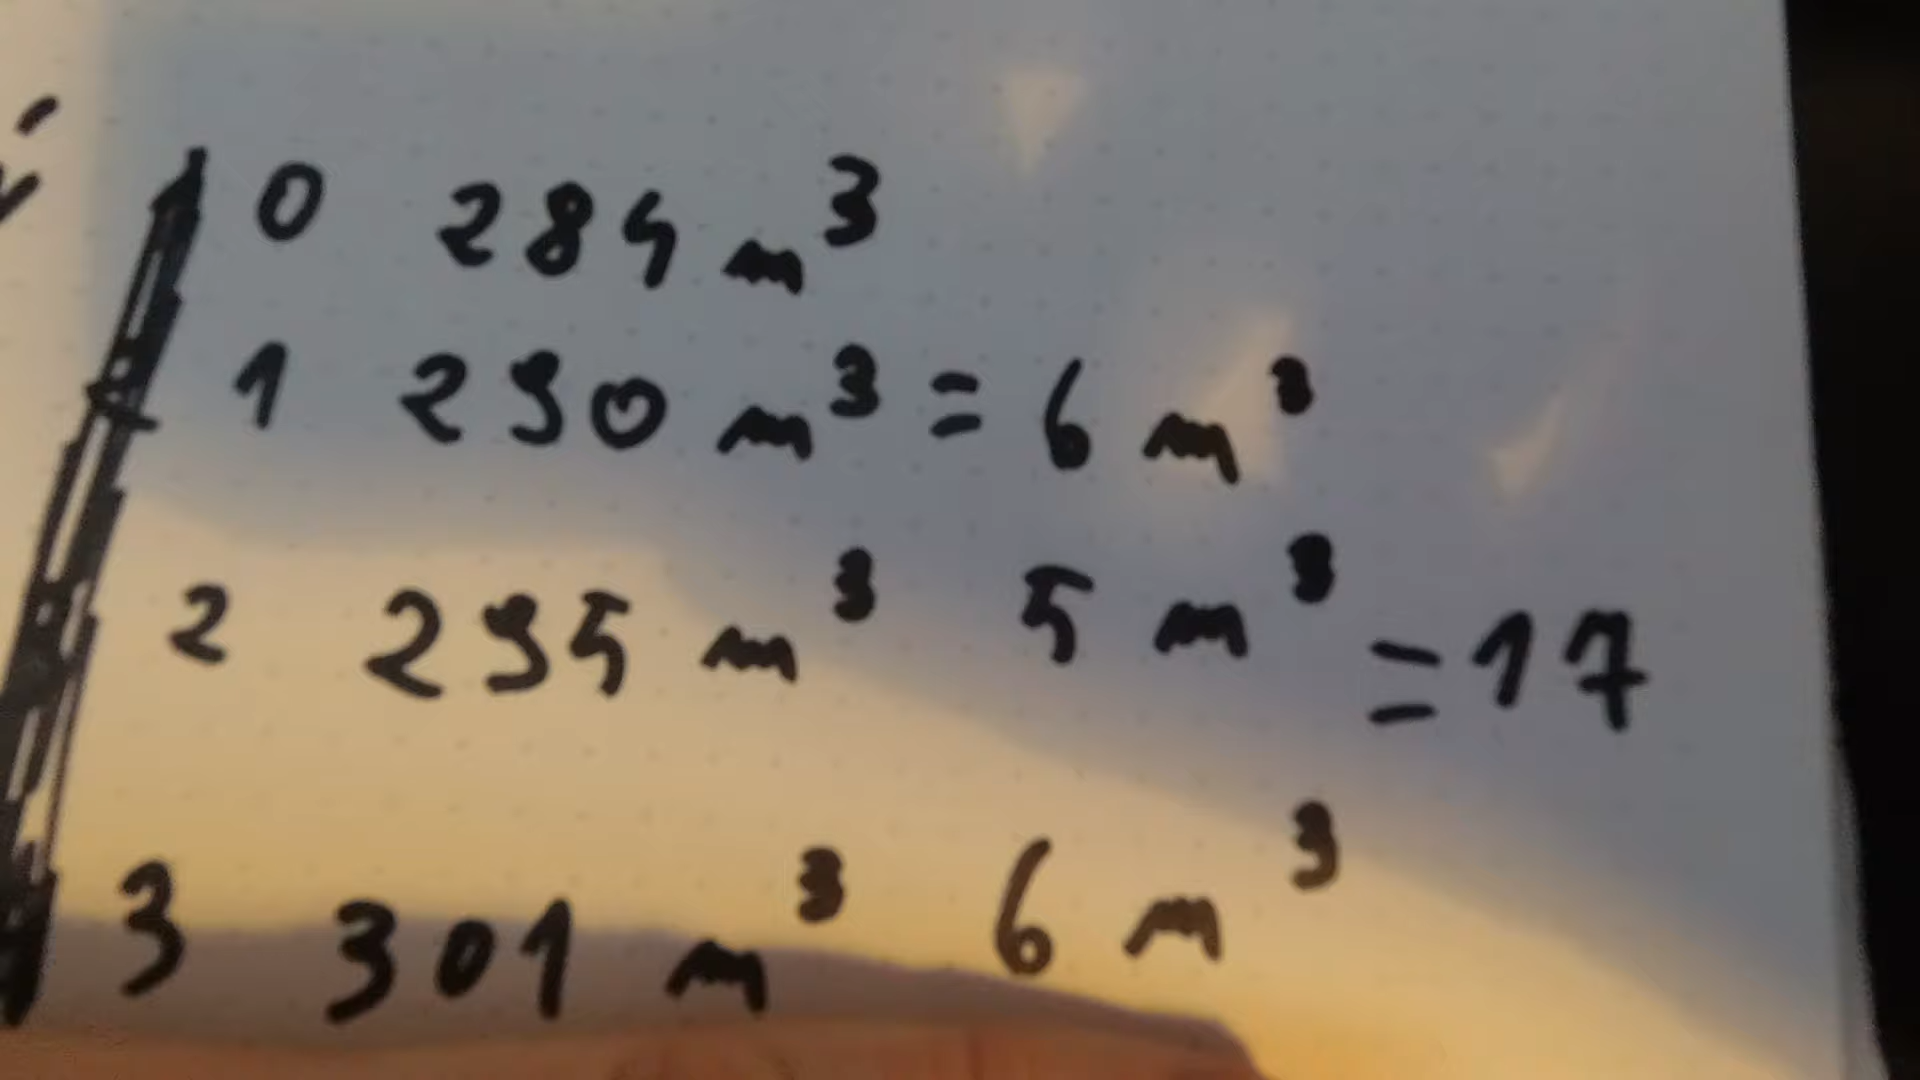 0 284 m³
1 290 m³ = 6 m³
2 295 m³ 5 m³ = 17
3 301 m³ 6 m³